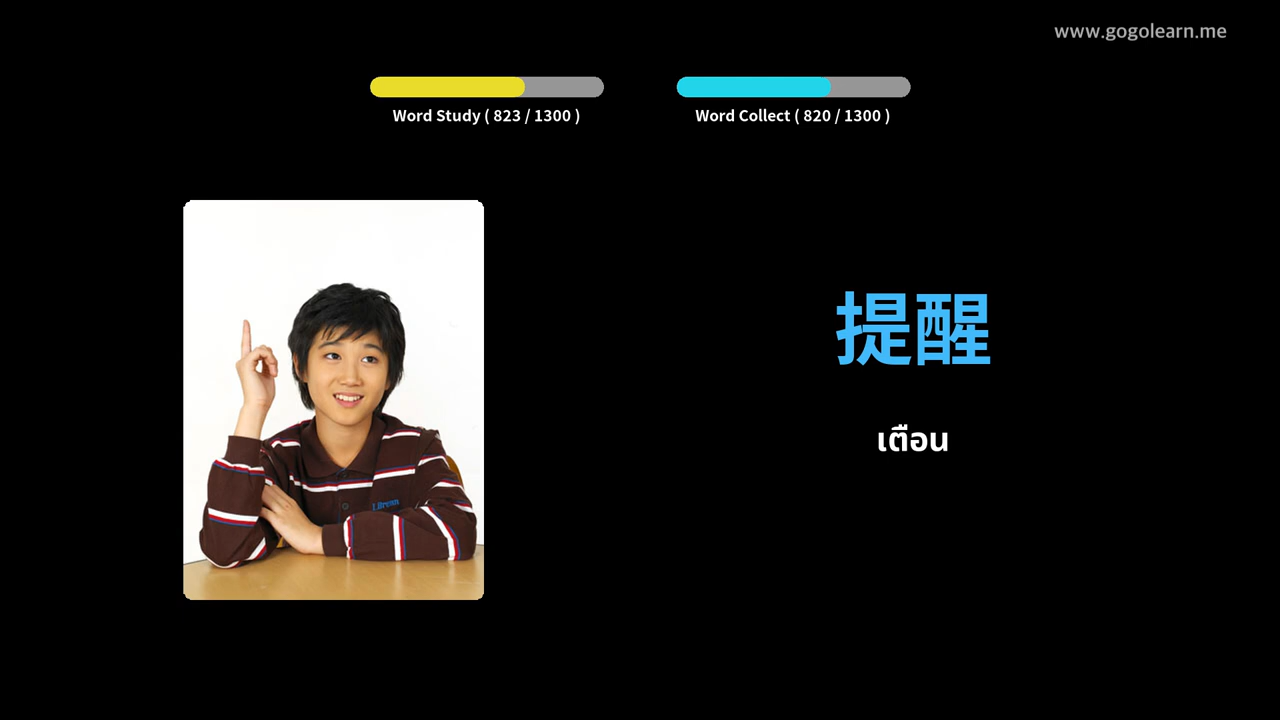 www.gogolearn.me
Word Study ( 823 / 1300 )
Word Collect ( 820 / 1300 )
提醒
เตือน